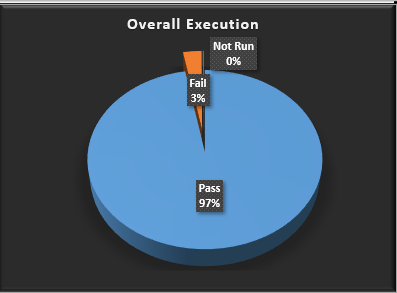 Overall Execution
Not Run
0%
Fail
3%
Pass
97%